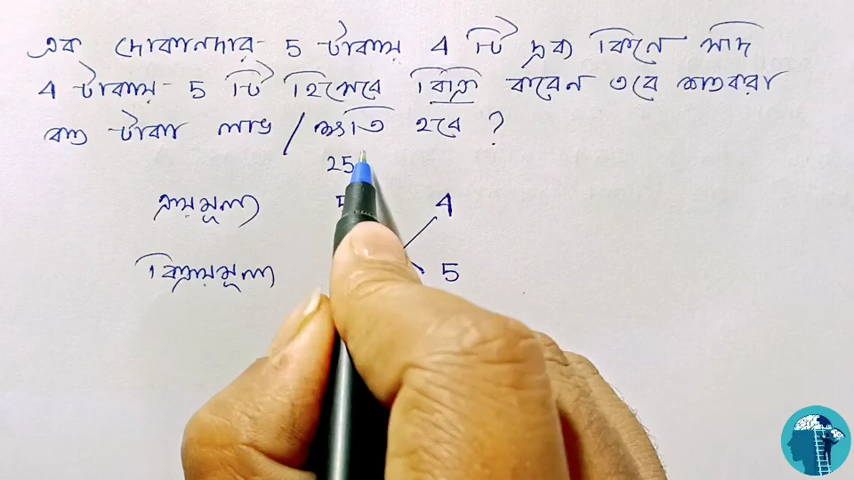 এক দোকানদার 5 টাকায় 4 টি দ্রব্য কিনে যদি
4 টাকায় 5 টি হিসেবে বিক্রি করেন তবে শতকরা
কত টাকা লাভ / ক্ষতি হবে ?
25
ক্রয়মূল্য 5 4
বিক্রয়মূল্য 5